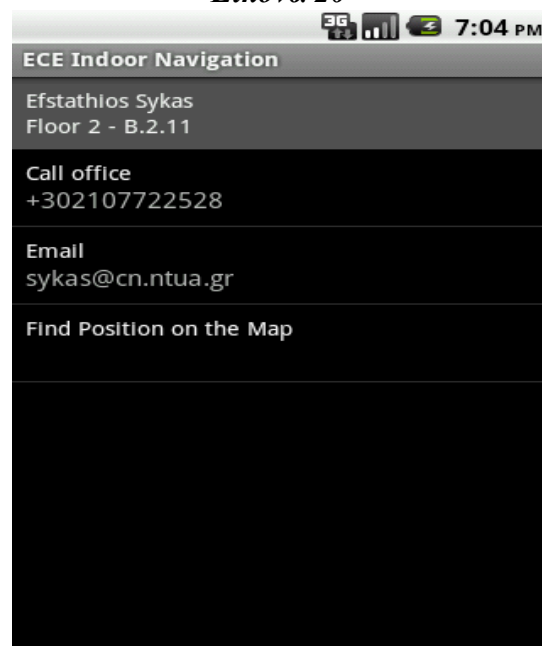 3G 7:04 PM
ECE Indoor Navigation
Efstathios Sykas
Floor 2 - B.2.11
Call office
+302107722528
Email
sykas@cn.ntua.gr
Find Position on the Map